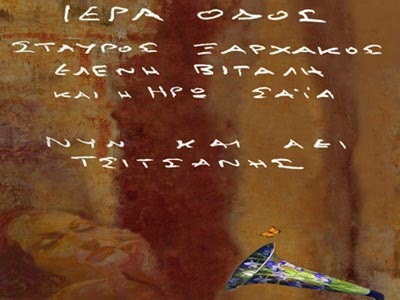 ΙΕΡΑ ΟΔΟΣ
ΣΤΑΥΡΟΣ ΞΑΡΧΑΚΟΣ
ΕΛΕΝΗ ΒΙΤΑΛΗ
ΚΑΙ Η ΗΡΩ ΣΑΪΑ
ΝΥΝ ΚΑΙ ΑΕΙ
ΤΣΙΤΣΑΝΗΣ